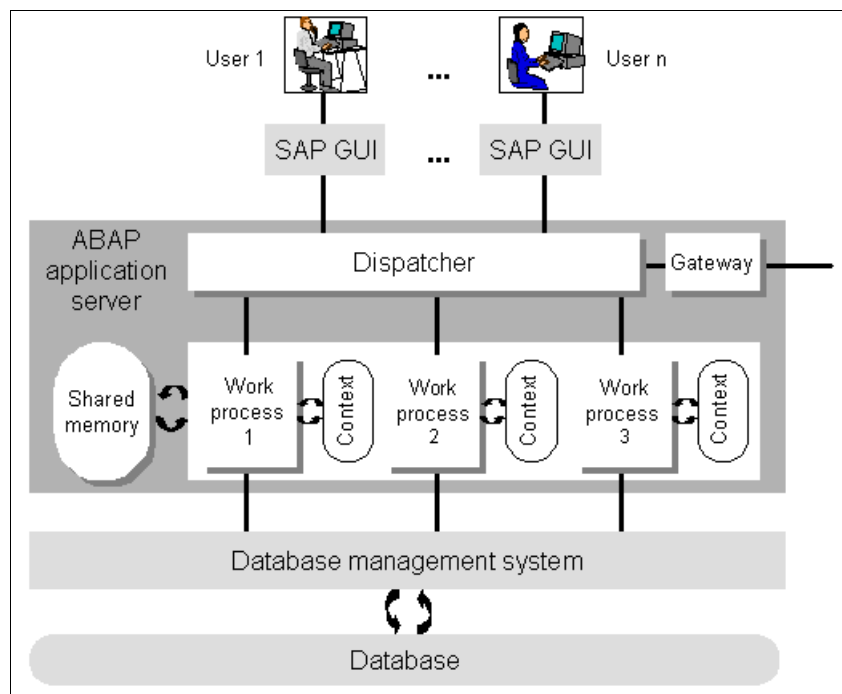 User 1
...
User n
SAP GUI
...
SAP GUI
ABAP
application
server
Dispatcher
Gateway
Shared
memory
Work
process
1
Context
Work
process
2
Context
Work
process
3
Context
Database management system
Database